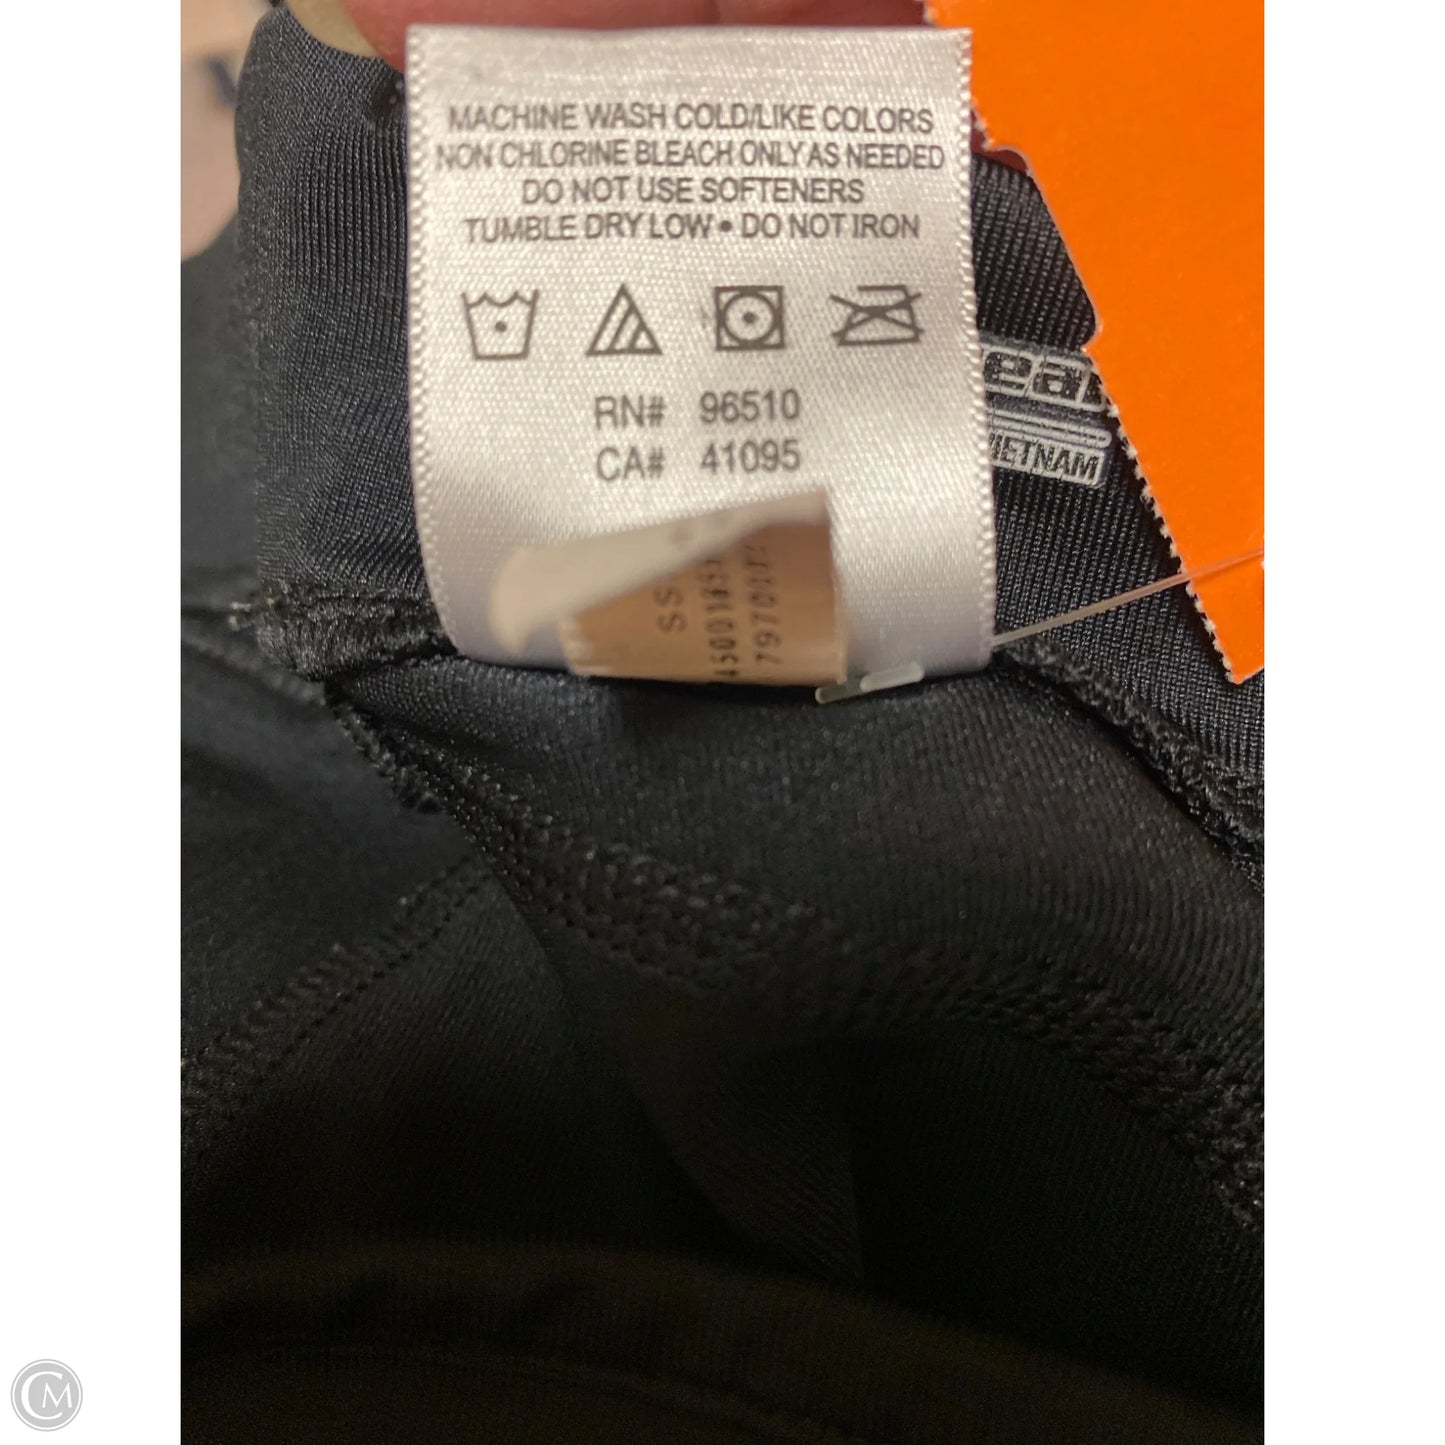 MACHINE WASH COLD/LIKE COLORS
NON CHLORINE BLEACH ONLY AS NEEDED
DO NOT USE SOFTENERS
TUMBLE DRY LOW • DO NOT IRON
RN# 96510
CA# 41095
CM